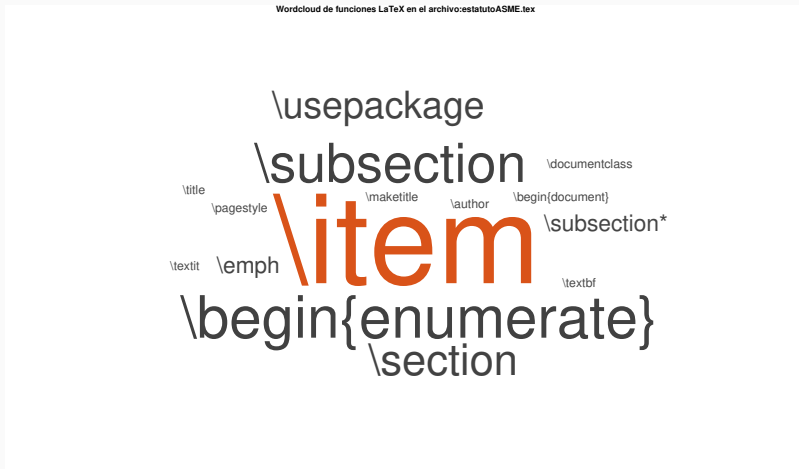 Wordcloud de funciones LaTeX en el archivo:estatutoASME.tex
\usepackage
\subsection
\documentclass
\title
\maketitle
\begin{document}
\pagestyle
\author
\item
\subsection*
\textit
\emph
\textbf
\begin{enumerate}
\section